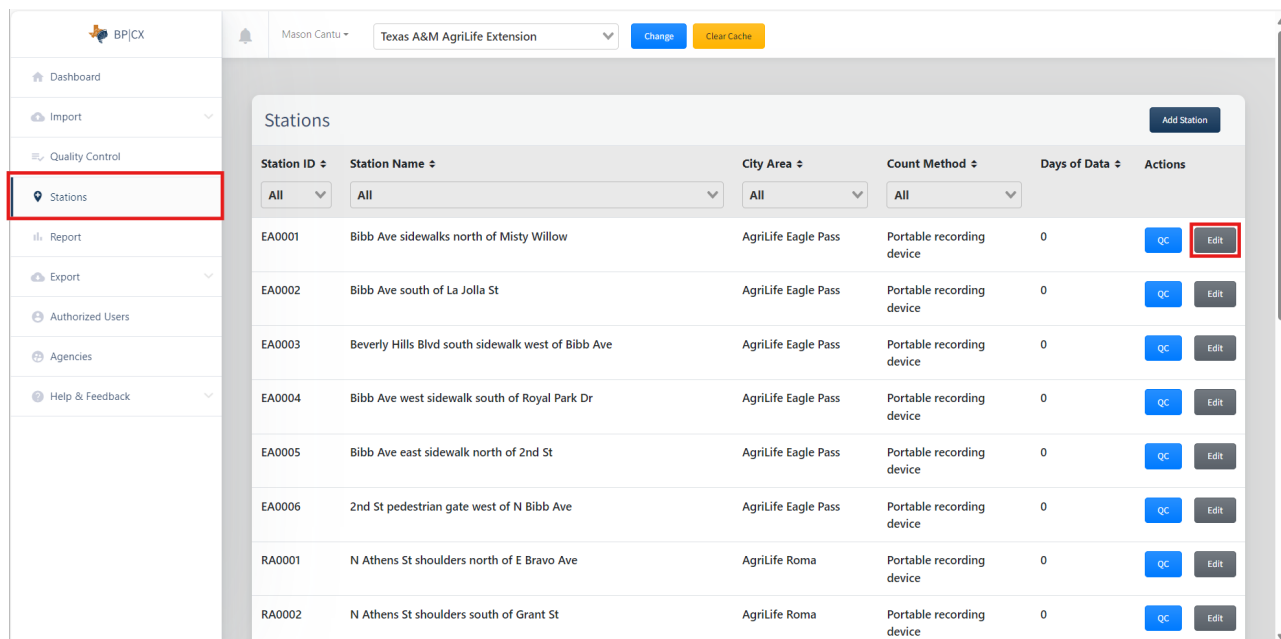 BP|CX
Mason Cantu
Texas A&M AgriLife Extension
Change
Clear Cache
Dashboard
Import
Quality Control
Stations
Report
Export
Authorized Users
Agencies
Help & Feedback
Stations
Add Station
Station ID Station Name City Area Count Method Days of Data Actions
All All All All
EA0001 Bibb Ave sidewalks north of Misty Willow AgriLife Eagle Pass Portable recording 0 QC Edit
device
EA0002 Bibb Ave south of La Jolla St AgriLife Eagle Pass Portable recording 0 QC Edit
device
EA0003 Beverly Hills Blvd south sidewalk west of Bibb Ave AgriLife Eagle Pass Portable recording 0 QC Edit
device
EA0004 Bibb Ave west sidewalk south of Royal Park Dr AgriLife Eagle Pass Portable recording 0 QC Edit
device
EA0005 Bibb Ave east sidewalk north of 2nd St AgriLife Eagle Pass Portable recording 0 QC Edit
device
EA0006 2nd St pedestrian gate west of N Bibb Ave AgriLife Eagle Pass Portable recording 0 QC Edit
device
RA0001 N Athens St shoulders north of E Bravo Ave AgriLife Roma Portable recording 0 QC Edit
device
RA0002 N Athens St shoulders south of Grant St AgriLife Roma Portable recording 0 QC Edit
device